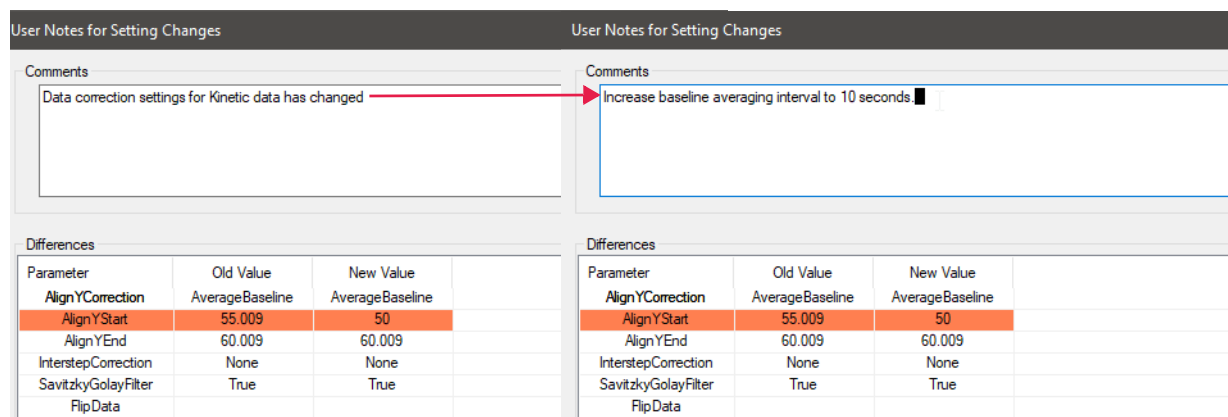 User Notes for Setting Changes
Comments
Data correction settings for Kinetic data has changed
Differences
Parameter Old Value New Value
AlignYCorrection AverageBaseline AverageBaseline
AlignYStart 55.009 50
AlignYEnd 60.009 60.009
InterstepCorrection None None
SavitzkyGolayFilter True True
FlipData
User Notes for Setting Changes
Comments
Increase baseline averaging interval to 10 seconds.
Differences
Parameter Old Value New Value
AlignYCorrection AverageBaseline AverageBaseline
AlignYStart 55.009 50
AlignYEnd 60.009 60.009
InterstepCorrection None None
SavitzkyGolayFilter True True
FlipData